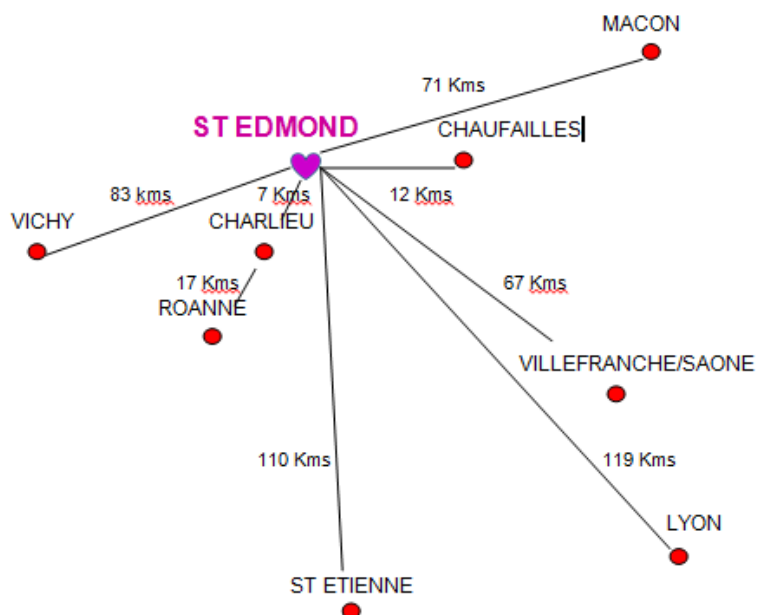 MACON
71 Kms
ST EDMOND
CHAUFAILLES
83 kms
7 Kms
12 Kms
VICHY
CHARLIEU
17 Kms
67 Kms
ROANNE
VILLEFRANCHE/SAONE
110 Kms
119 Kms
LYON
ST ETIENNE